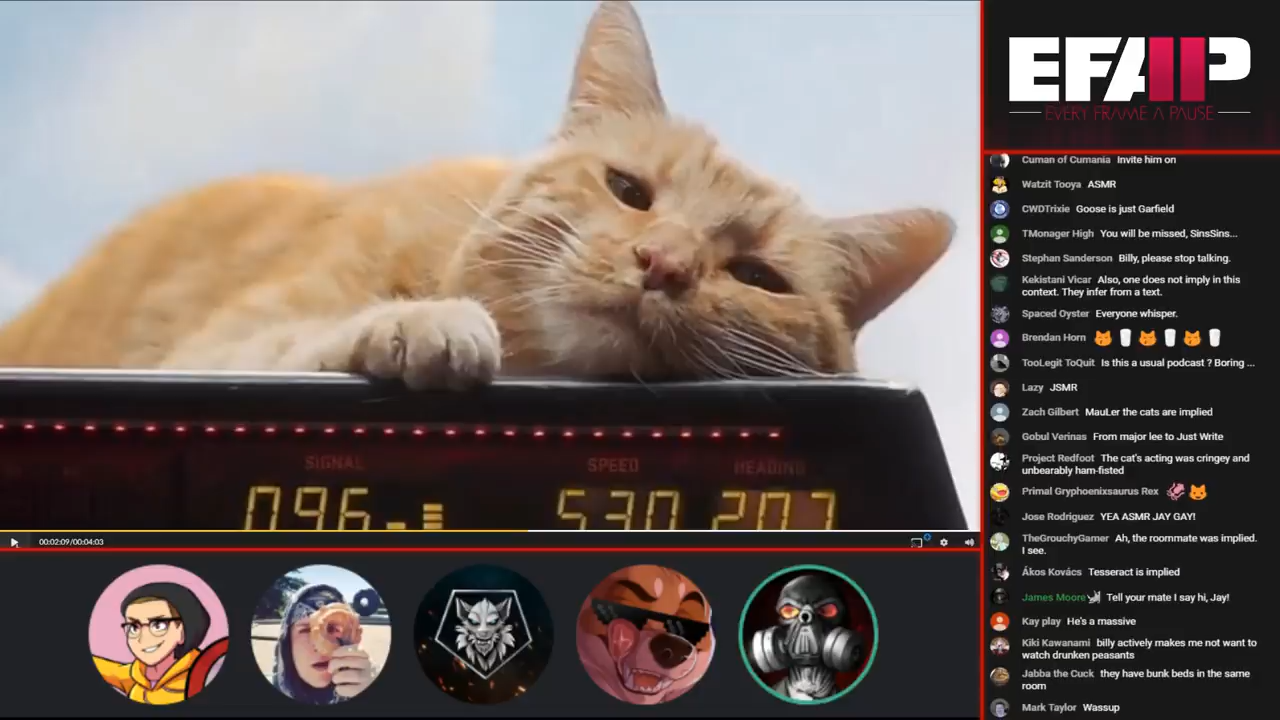 EFAP
EVERY FRAME A PAUSE
SIGNAL
SPEED
HEADING
096
530
207
00:02:09/00:04:03
Cuman of Cumania Invite him on
Watzit Tooya ASMR
CWDTrixie Goose is just Garfield
TMonager High You will be missed, SinsSins...
Stephan Sanderson Billy, please stop talking.
Kekistani Vicar Also, one does not imply in this
context. They infer from a text.
Spaced Oyster Everyone whisper.
Brendan Horn
TooLegit ToQuit Is this a usual podcast ? Boring ...
Lazy JSMR
Zach Gilbert MauLer the cats are implied
Gobul Verinas From major lee to Just Write
Project Redfoot The cat's acting was cringey and
unbearably ham-fisted
Primal Gryphoenixsaurus Rex
Jose Rodriguez YEA ASMR JAY GAY!
TheGrouchyGamer Ah, the roommate was implied.
I see.
Ákos Kovács Tesseract is implied
James Moore Tell your mate I say hi, Jay!
Kay play He's a massive
Kiki Kawanami billy actively makes me not want to
watch drunken peasants
Jabba the Cuck they have bunk beds in the same
room
Mark Taylor Wassup